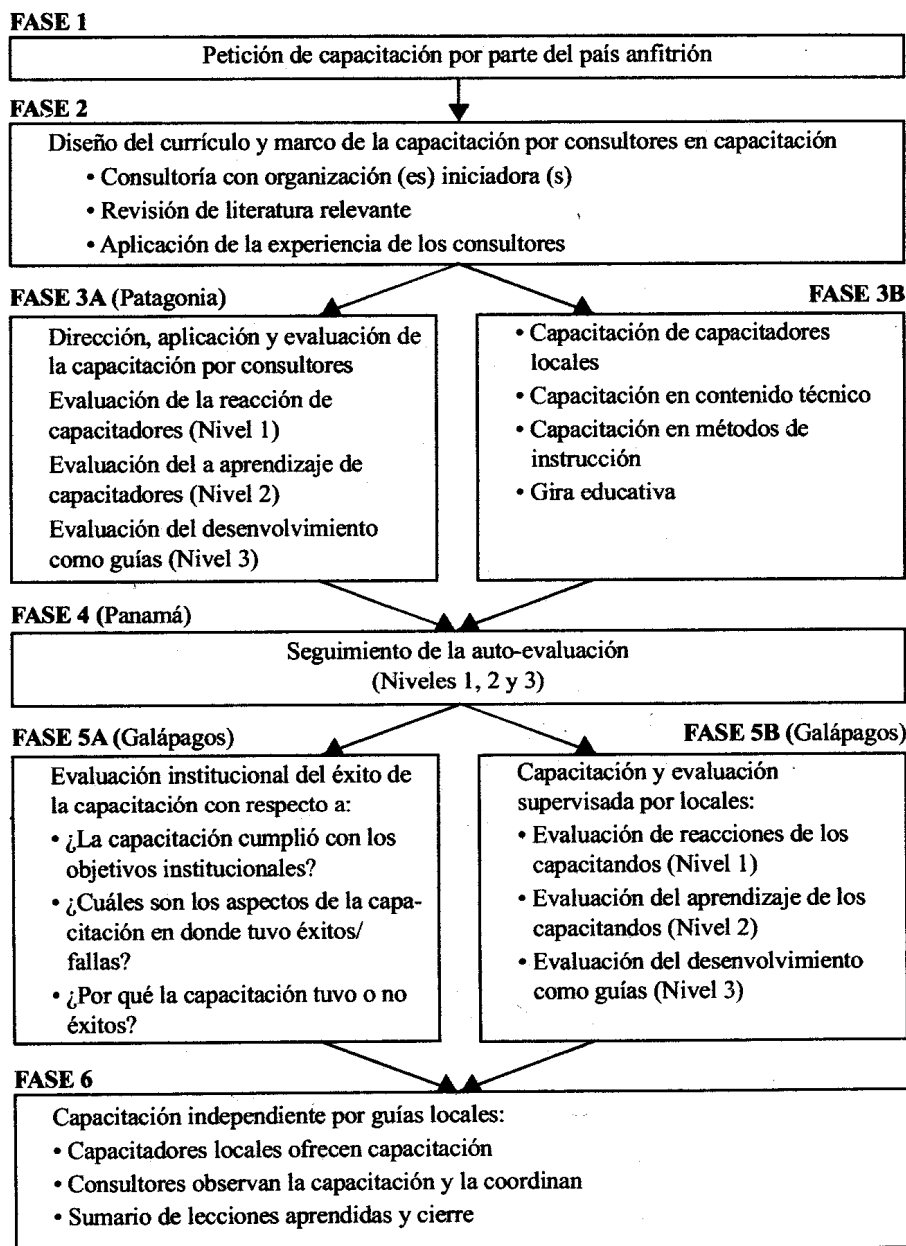 FASE 1
Petición de capacitación por parte del país anfitrión
FASE 2
Diseño del currículo y marco de la capacitación por consultores en capacitación
• Consultoría con organización (es) iniciadora (s)
• Revisión de literatura relevante
• Aplicación de la experiencia de los consultores
FASE 3A (Patagonia)
Dirección, aplicación y evaluación de
la capacitación por consultores
Evaluación de la reacción de
capacitadores (Nivel 1)
Evaluación del a aprendizaje de
capacitadores (Nivel 2)
Evaluación del desenvolvimiento
como guías (Nivel 3)
FASE 3B
• Capacitación de capacitadores
locales
• Capacitación en contenido técnico
• Capacitación en métodos de
instrucción
• Gira educativa
FASE 4 (Panamá)
Seguimiento de la auto-evaluación
(Niveles 1, 2 y 3)
FASE 5A (Galápagos)
Evaluación institucional del éxito de
la capacitación con respecto a:
• ¿La capacitación cumplió con los
objetivos institucionales?
• ¿Cuáles son los aspectos de la capa-
citación en donde tuvo éxitos/
fallas?
• ¿Por qué la capacitación tuvo o no
éxitos?
FASE 5B (Galápagos)
Capacitación y evaluación
supervisada por locales:
• Evaluación de reacciones de los
capacitandos (Nivel 1)
• Evaluación del aprendizaje de los
capacitandos (Nivel 2)
• Evaluación del desenvolvimiento
como guías (Nivel 3)
FASE 6
Capacitación independiente por guías locales:
• Capacitadores locales ofrecen capacitación
• Consultores observan la capacitación y la coordinan
• Sumario de lecciones aprendidas y cierre